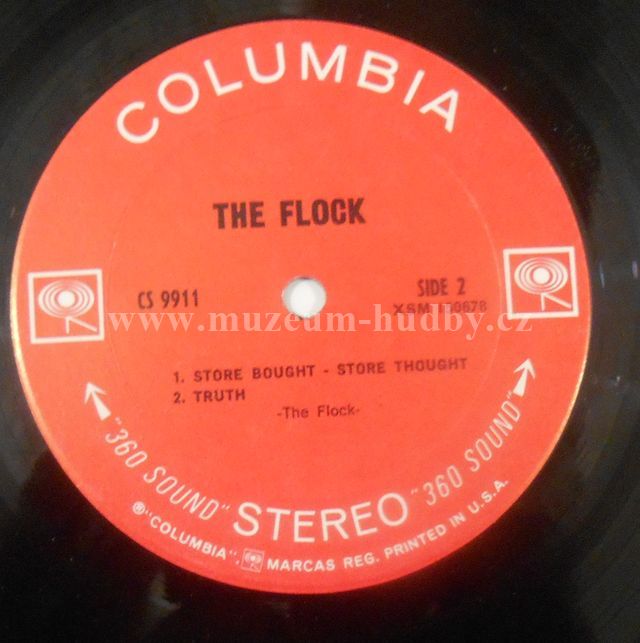 COLUMBIA
THE FLOCK
CS 9911
SIDE 2
www.muzeum-hudby.cz
1. STORE BOUGHT - STORE THOUGHT
2. TRUTH
-The Flock-
"360 SOUND" STEREO "360 SOUND"
® "COLUMBIA", MARCAS REG. PRINTED IN U.S.A.